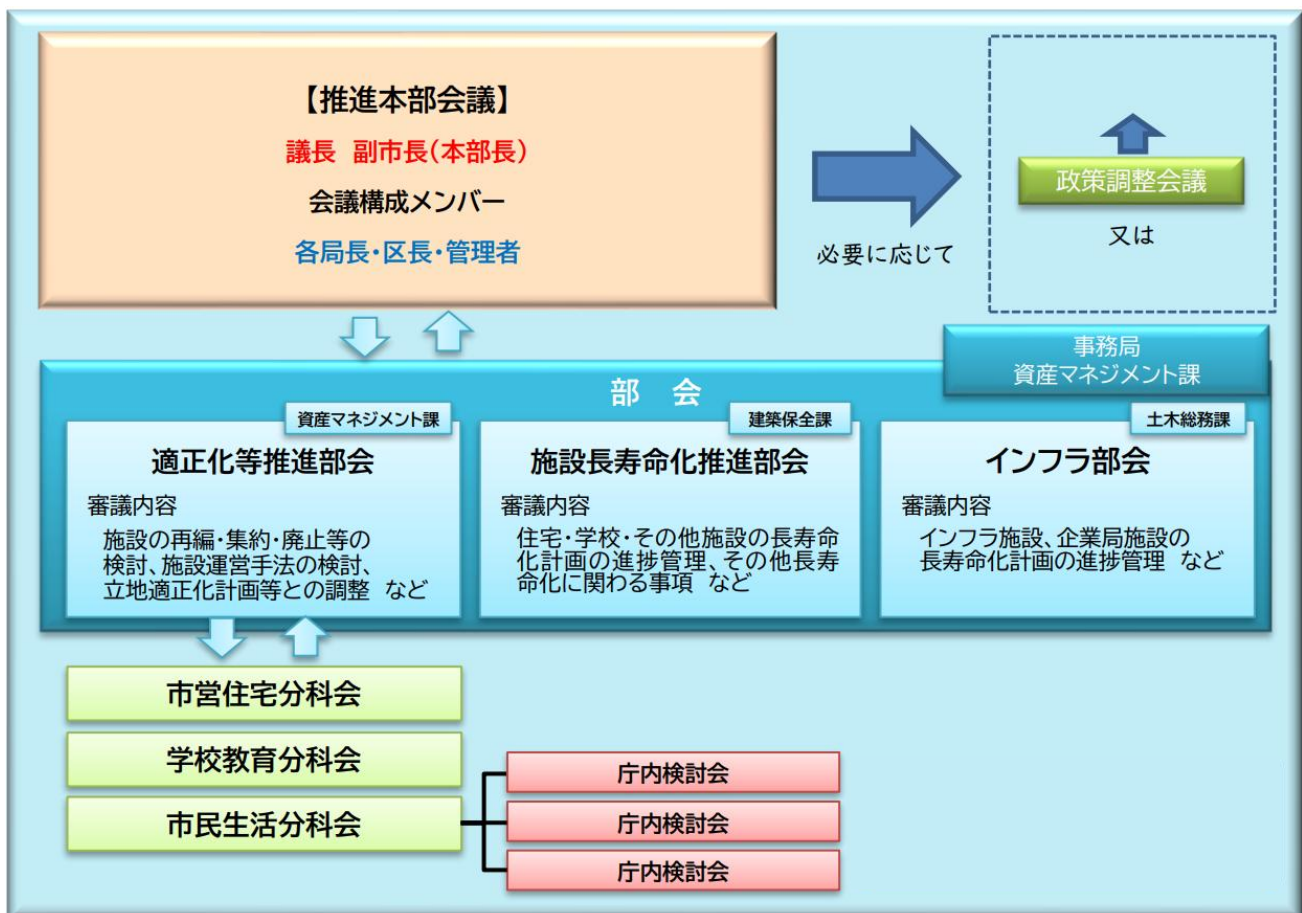 【推進本部会議】
議長　副市長(本部長)
会議構成メンバー
各局長・区長・管理者
必要に応じて
政策調整会議
又は
事務局
資産マネジメント課
部　会
資産マネジメント課
適正化等推進部会
審議内容
施設の再編・集約・廃止等の
検討、施設運営手法の検討、
立地適正化計画等との調整　など
建築保全課
施設長寿命化推進部会
審議内容
住宅・学校・その他施設の長寿命
化計画の進捗管理、その他長寿
命化に関わる事項　など
土木総務課
インフラ部会
審議内容
インフラ施設、企業局施設の
長寿命化計画の進捗管理　など
市営住宅分科会
学校教育分科会
市民生活分科会
庁内検討会
庁内検討会
庁内検討会